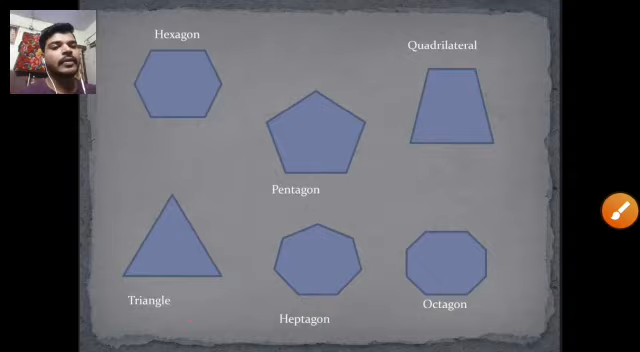 Hexagon
Quadrilateral
Pentagon
Triangle
Heptagon
Octagon